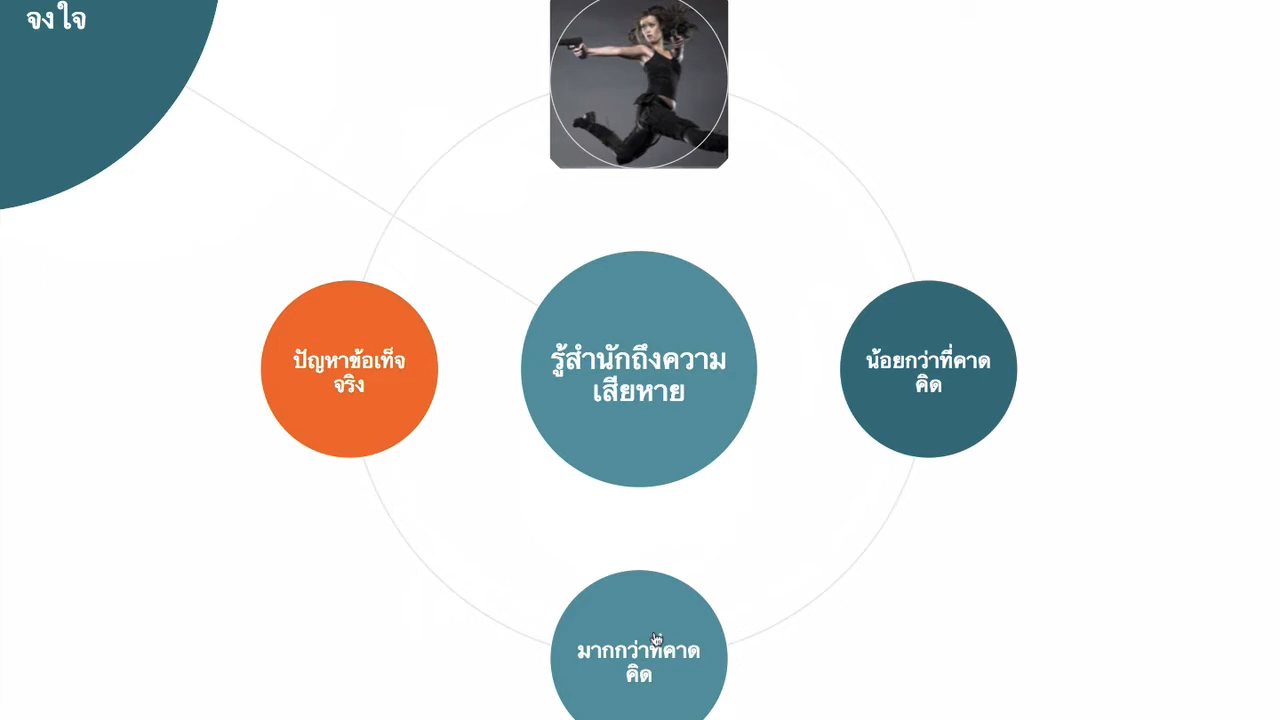 จงใจ
ปัญหาข้อเท็จ
จริง
รู้สำนักถึงความ
เสียหาย
น้อยกว่าที่คาด
คิด
มากกว่าที่คาด
คิด